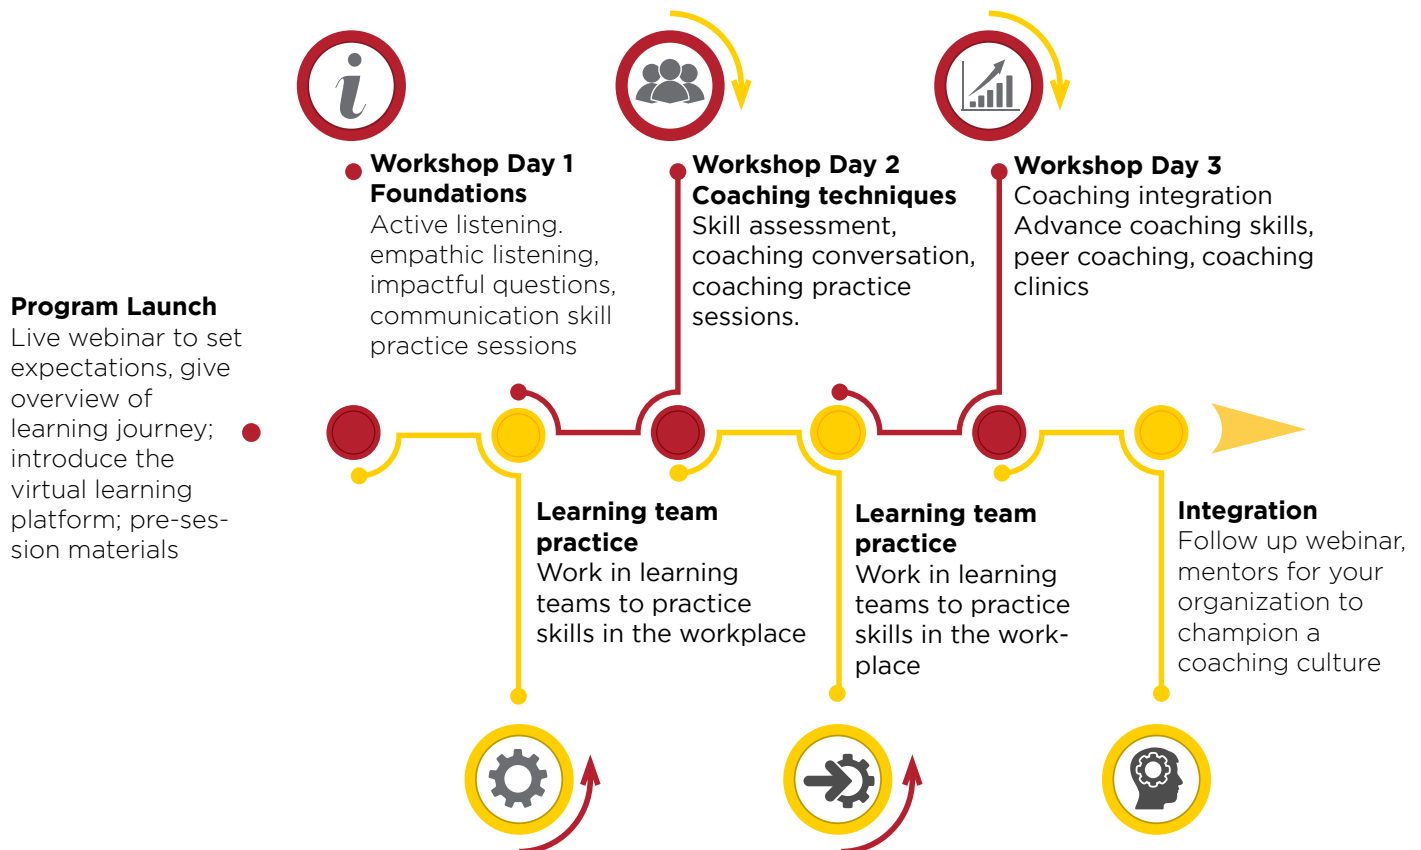 Program Launch
Live webinar to set
expectations, give
overview of
learning journey;
introduce the
virtual learning
platform; pre-ses-
sion materials
Workshop Day 1
Foundations
Active listening.
empathic listening,
impactful questions,
communication skill
practice sessions
Learning team
practice
Work in learning
teams to practice
skills in the workplace
Workshop Day 2
Coaching techniques
Skill assessment,
coaching conversation,
coaching practice
sessions.
Learning team
practice
Work in learning
teams to practice
skills in the work-
place
Workshop Day 3
Coaching integration
Advance coaching skills,
peer coaching, coaching
clinics
Integration
Follow up webinar,
mentors for your
organization to
champion a
coaching culture